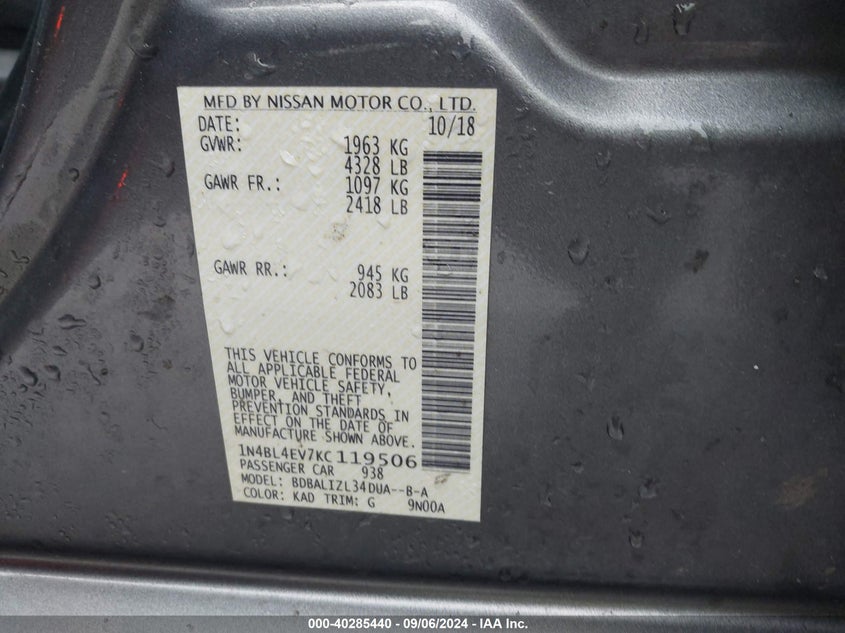 MFD BY NISSAN MOTOR CO., LTD.
DATE: 10/18
GVWR: 1963 KG
4328 LB
GAWR FR.: 1097 KG
2418 LB
GAWR RR.: 945 KG
2083 LB
THIS VEHICLE CONFORMS TO
ALL APPLICABLE FEDERAL
MOTOR VEHICLE SAFETY,
BUMPER, AND THEFT
PREVENTION STANDARDS IN
EFFECT ON THE DATE OF
MANUFACTURE SHOWN ABOVE.
1N4BL4EV7KC119506
PASSENGER CAR 938
MODEL: BDBALIZL34DUA--B-A
COLOR: KAD TRIM: G 9N00A
000-40285440 - 09/06/2024 - IAA Inc.